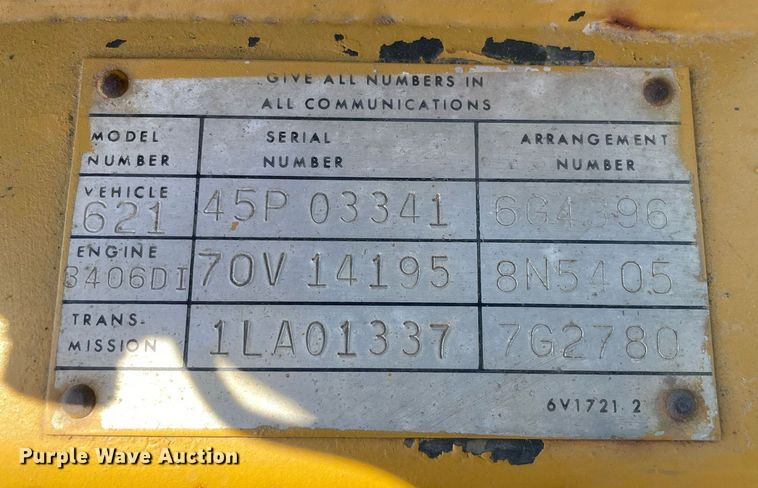 GIVE ALL NUMBERS IN
ALL COMMUNICATIONS
MODEL NUMBER
SERIAL NUMBER
ARRANGEMENT NUMBER
VEHICLE 621
45P 03341
ENGINE 3406DI
70V 14195
8N5405
TRANS-
MISSION
1LA01337
7G2780
6V1721 2
Purple Wave Auction